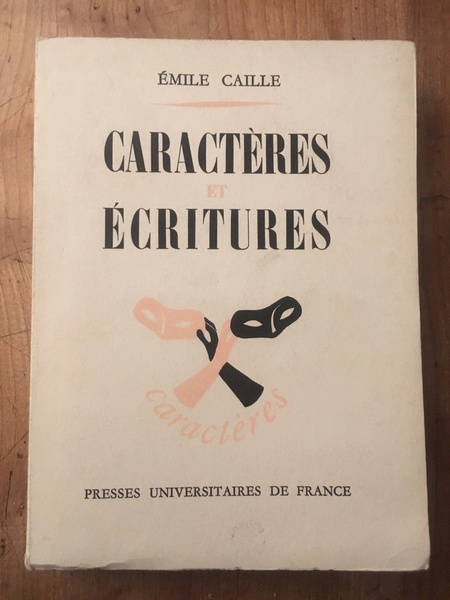 ÉMILE CAILLE
CARACTÈRES
ET
ÉCRITURES
caractères
PRESSES UNIVERSITAIRES DE FRANCE